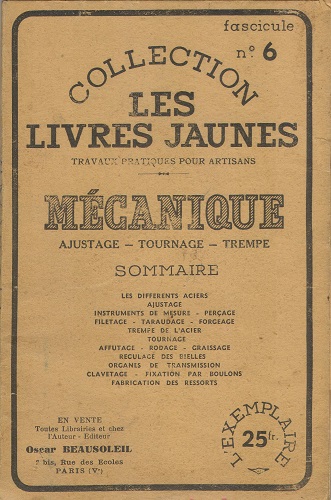 fascicule
n° 6
COLLECTION
LES
LIVRES JAUNES
TRAVAUX PRATIQUES POUR ARTISANS
MÉCANIQUE
AJUSTAGE - TOURNAGE - TREMPE
SOMMAIRE
LES DIFFERENTS ACIERS
AJUSTAGE
INSTRUMENTS DE MESURE - PERÇAGE
FILETAGE - TARAUDAGE - FORGEAGE
TREMPE DE L'ACIER
TOURNAGE
AFFUTAGE - RODAGE - GRAISSAGE
REGULAGE DES BIELLES
ORGANES DE TRANSMISSION
CLAVETAGE - FIXATION PAR BOULONS
FABRICATION DES RESSORTS
EN VENTE
Toutes Librairies et chez
l'Auteur - Editeur
Oscar BEAUSOLEIL
bis, Rue des Ecoles
PARIS (Vᵉ)
L'EXEMPLAIRE
25 fr.